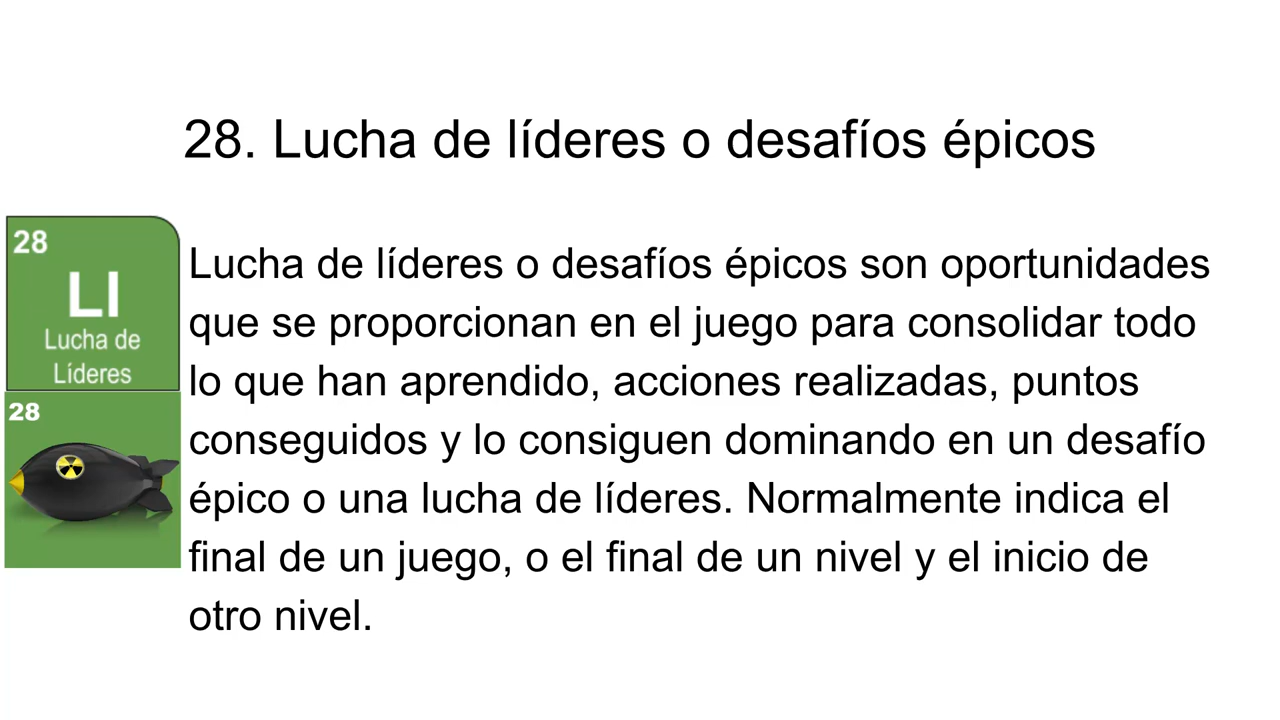 28. Lucha de líderes o desafíos épicos
28
Ll
Lucha de
Líderes
28
Lucha de líderes o desafíos épicos son oportunidades
que se proporcionan en el juego para consolidar todo
lo que han aprendido, acciones realizadas, puntos
conseguidos y lo consiguen dominando en un desafío
épico o una lucha de líderes. Normalmente indica el
final de un juego, o el final de un nivel y el inicio de
otro nivel.